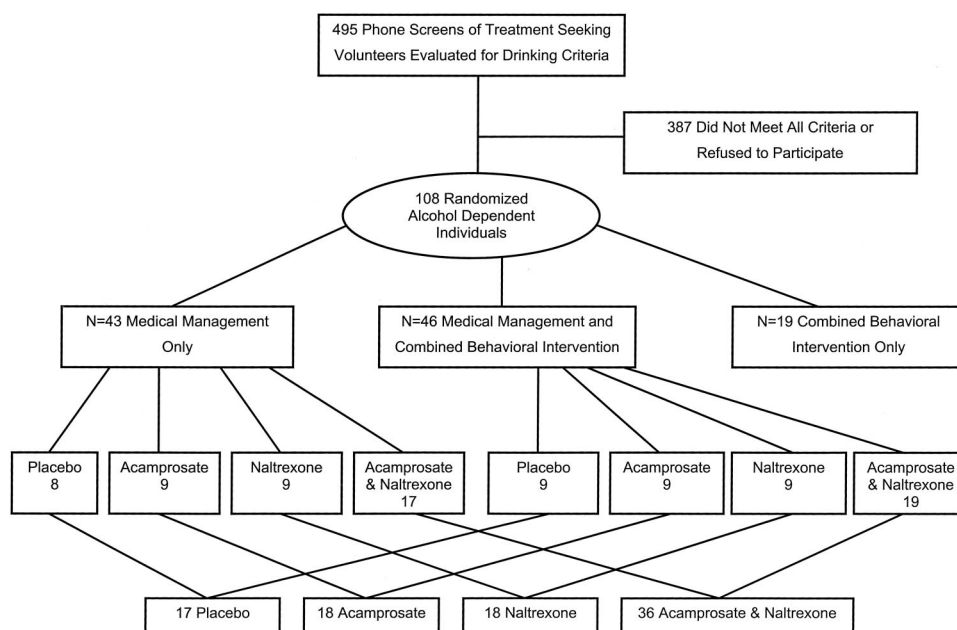 495 Phone Screens of Treatment Seeking
Volunteers Evaluated for Drinking Criteria
387 Did Not Meet All Criteria or
Refused to Participate
108 Randomized
Alcohol Dependent
Individuals
N=43 Medical Management
Only
N=46 Medical Management and
Combined Behavioral Intervention
N=19 Combined Behavioral
Intervention Only
Placebo
8
Acamprosate
9
Naltrexone
9
Acamprosate
& Naltrexone
17
Placebo
9
Acamprosate
9
Naltrexone
9
Acamprosate
& Naltrexone
19
17 Placebo
18 Acamprosate
18 Naltrexone
36 Acamprosate & Naltrexone